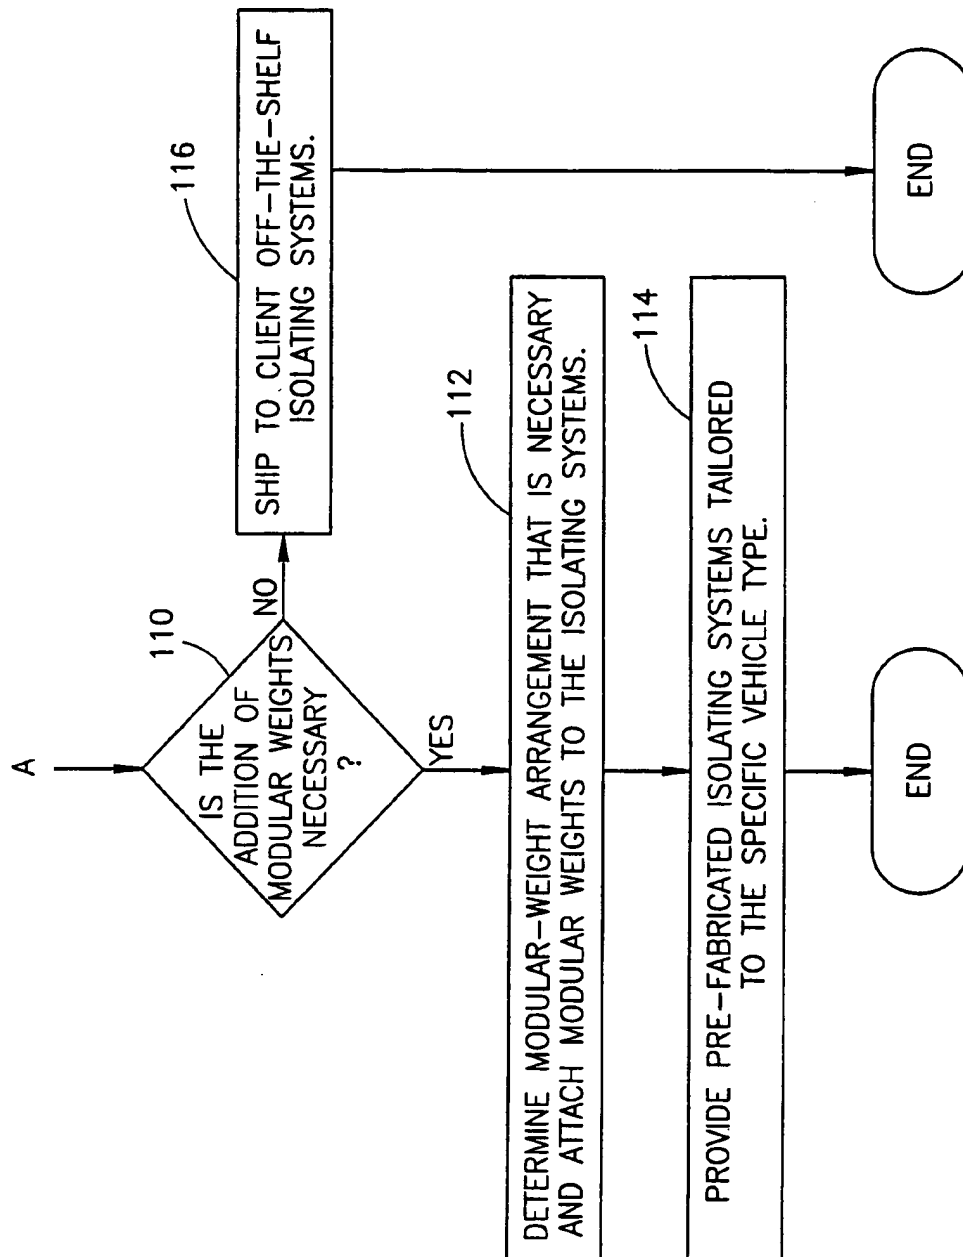 A
110
IS THE
ADDITION OF
MODULAR WEIGHTS
NECESSARY
?
NO
116
SHIP TO CLIENT OFF-THE-SHELF
ISOLATING SYSTEMS.
YES
112
DETERMINE MODULAR-WEIGHT ARRANGEMENT THAT IS NECESSARY
AND ATTACH MODULAR WEIGHTS TO THE ISOLATING SYSTEMS.
114
PROVIDE PRE-FABRICATED ISOLATING SYSTEMS TAILORED
TO THE SPECIFIC VEHICLE TYPE.
END
END